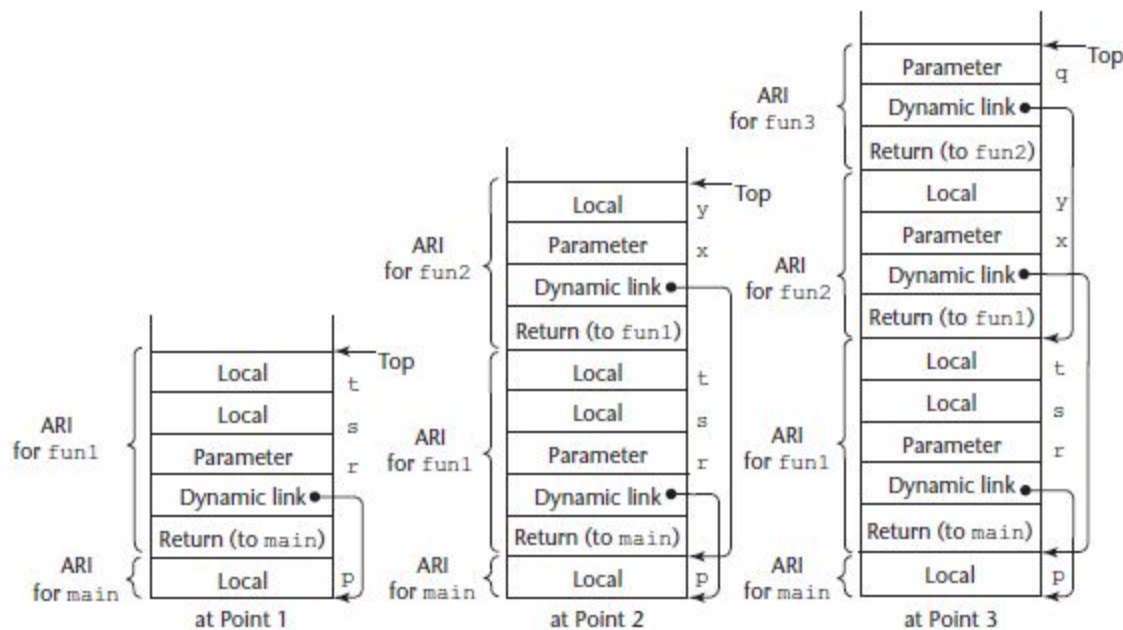 Local
Local
Parameter
Dynamic link
Return (to main)
Local
ARI
for fun1
ARI
for main
Top
t
s
r
p
at Point 1
Local
Parameter
Dynamic link
Return (to fun1)
Local
Local
Parameter
Dynamic link
Return (to main)
Local
ARI
for fun2
ARI
for fun1
ARI
for main
Top
y
x
t
s
r
p
at Point 2
Parameter
Dynamic link
Return (to fun2)
Local
Parameter
Dynamic link
Return (to fun1)
Local
Local
Parameter
Dynamic link
Return (to main)
Local
ARI
for fun3
ARI
for fun2
ARI
for fun1
ARI
for main
Top
q
y
x
t
s
r
p
at Point 3